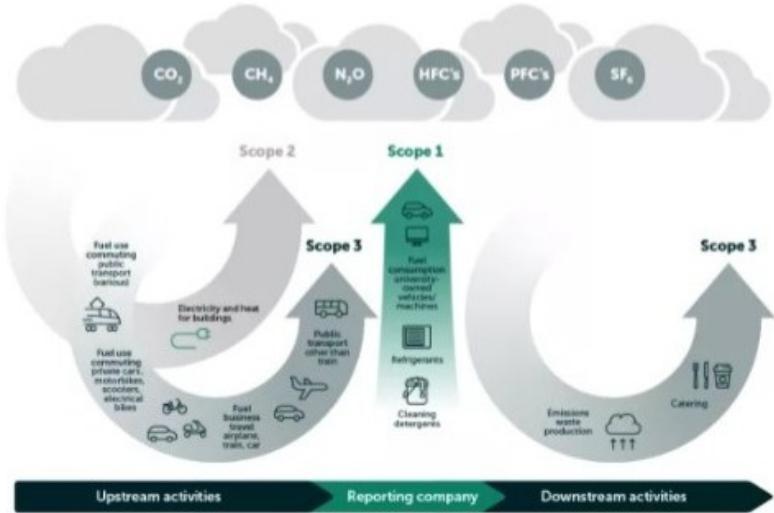 CO₂ CH₄ N₂O HFC's PFC's SF₆
Scope 2
Scope 1
Scope 3
Scope 3
Fuel use
commuting
public
transport
(various)
Electricity and heat
for buildings
Fuel use
commuting
private cars,
motorbikes,
scooters,
electrical
bikes
Fuel
business
travel
airplane,
train, car
Public
transport
other than
train
Fuel
consumption
university-
owned
vehicles/
machines
Refrigerants
Cleaning
detergents
Emissions
waste
production
Catering
Upstream activities
Reporting company
Downstream activities